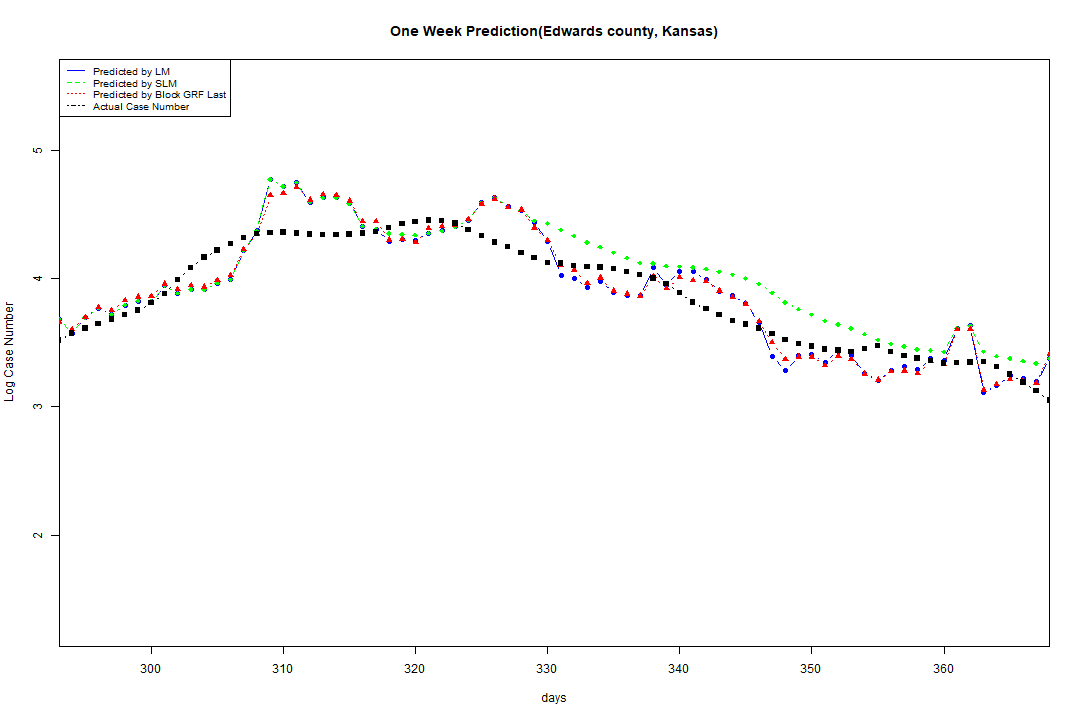 One Week Prediction(Edwards county, Kansas)
Predicted by LM
Predicted by SLM
Predicted by Block GRF Last
Actual Case Number
5
4
3
2
Log Case Number
300 310 320 330 340 350 360
days